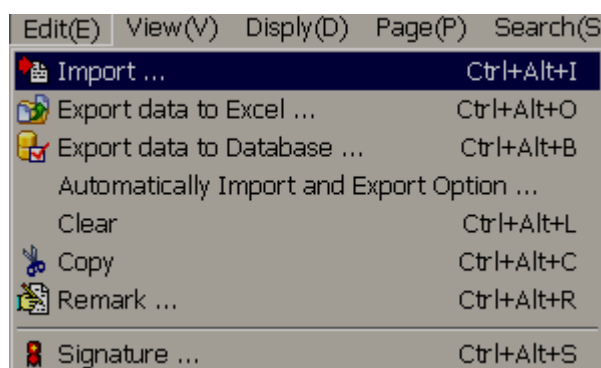 Edit(E) View(V) Disply(D) Page(P) Search(S
Import ... Ctrl+Alt+I
Export data to Excel ... Ctrl+Alt+O
Export data to Database ... Ctrl+Alt+B
Automatically Import and Export Option ...
Clear Ctrl+Alt+L
Copy Ctrl+Alt+C
Remark ... Ctrl+Alt+R
Signature ... Ctrl+Alt+S